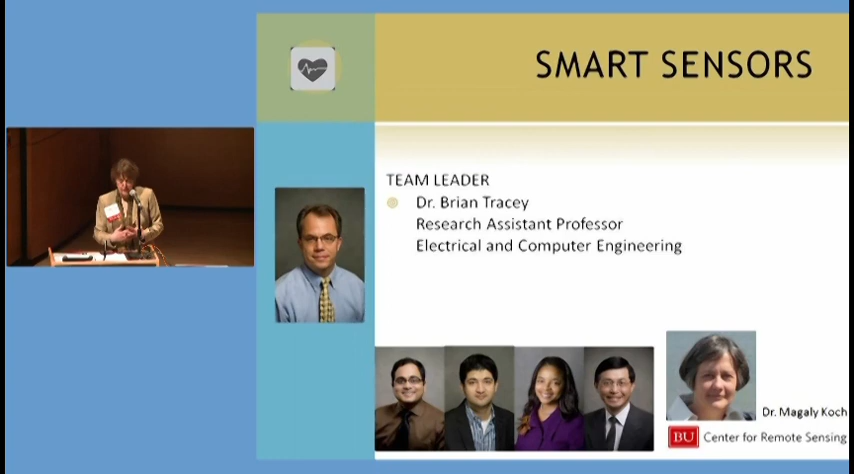 SMART SENSORS
TEAM LEADER
Dr. Brian Tracey
Research Assistant Professor
Electrical and Computer Engineering
Dr. Magaly Koch
BU Center for Remote Sensing